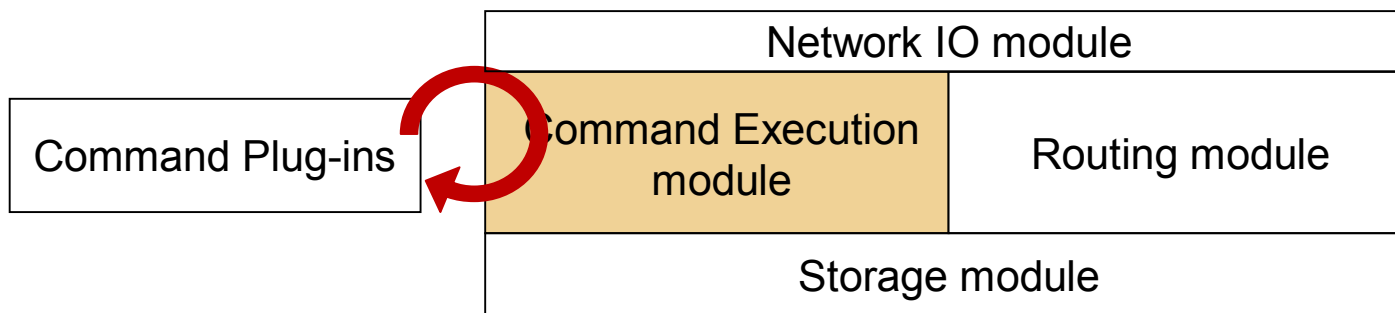 Network IO module
Command Plug-ins
Command Execution
module
Routing module
Storage module